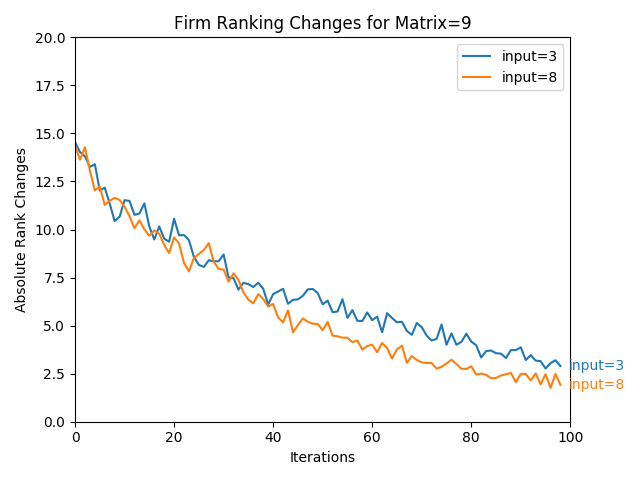 Firm Ranking Changes for Matrix=9
20.0
17.5
15.0
12.5
10.0
7.5
5.0
2.5
0.0
Absolute Rank Changes
input=3
input=8
input=3
input=8
0 20 40 60 80 100
Iterations